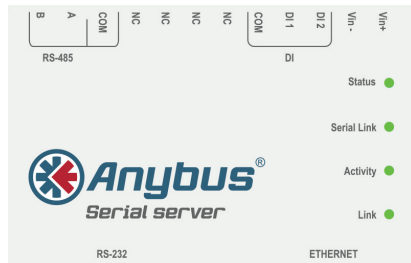 B A COM NC NC NC NC COM DI 1 DI 2 Vin - Vin+
RS-485 DI
Status
Serial Link
Activity
Anybus®
Serial server
Link
RS-232 ETHERNET